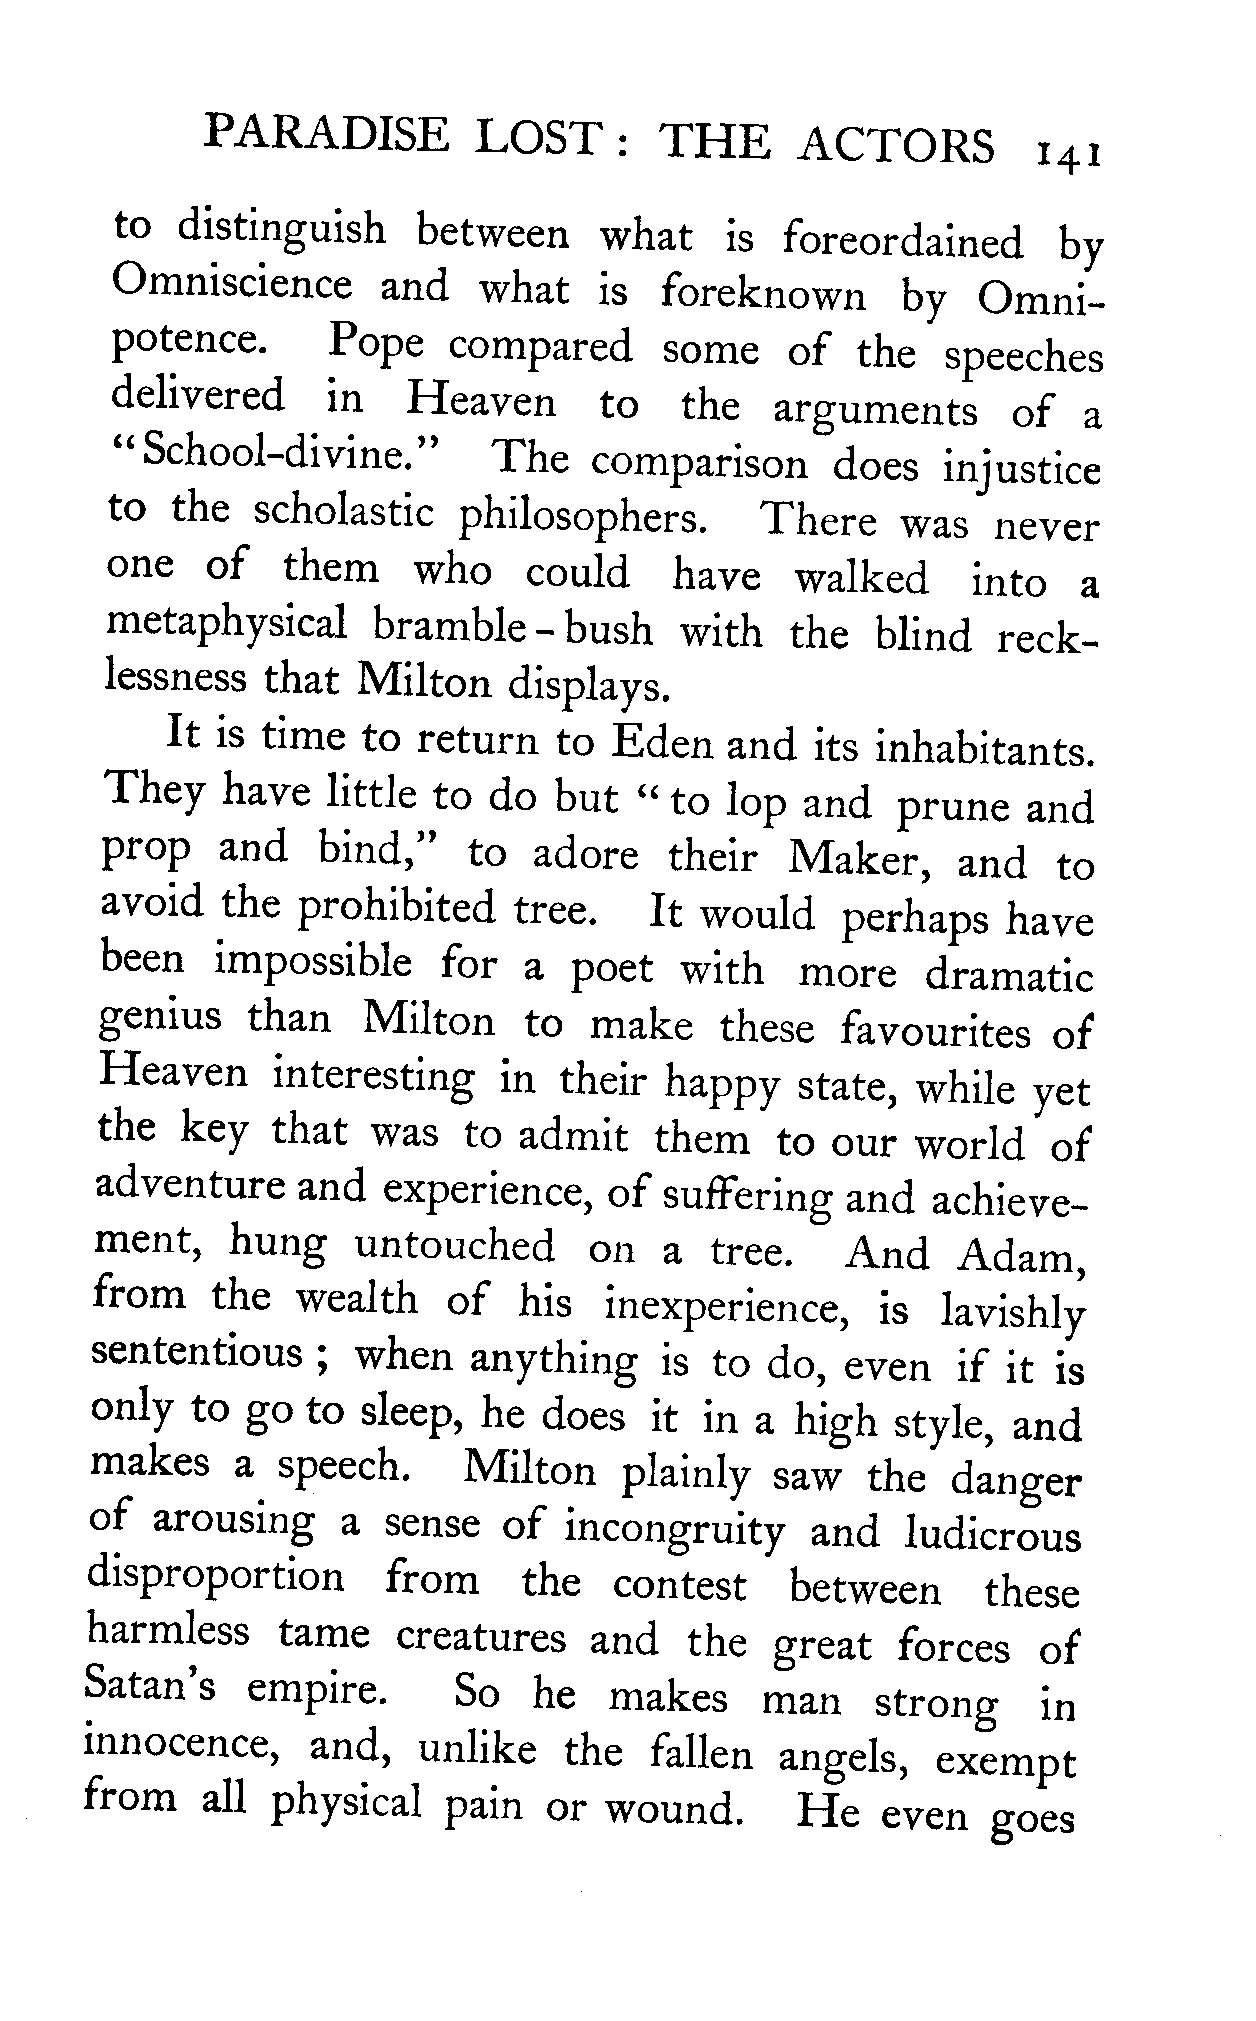 PARADISE LOST : THE ACTORS 141
to distinguish between what is foreordained by
Omniscience and what is foreknown by Omni-
potence. Pope compared some of the speeches
delivered in Heaven to the arguments of a
“School-divine.” The comparison does injustice
to the scholastic philosophers. There was never
one of them who could have walked into a
metaphysical bramble-bush with the blind reck-
lessness that Milton displays.
It is time to return to Eden and its inhabitants.
They have little to do but “to lop and prune and
prop and bind,” to adore their Maker, and to
avoid the prohibited tree. It would perhaps have
been impossible for a poet with more dramatic
genius than Milton to make these favourites of
Heaven interesting in their happy state, while yet
the key that was to admit them to our world of
adventure and experience, of suffering and achieve-
ment, hung untouched on a tree. And Adam,
from the wealth of his inexperience, is lavishly
sententious ; when anything is to do, even if it is
only to go to sleep, he does it in a high style, and
makes a speech. Milton plainly saw the danger
of arousing a sense of incongruity and ludicrous
disproportion from the contest between these
harmless tame creatures and the great forces of
Satan's empire. So he makes man strong in
innocence, and, unlike the fallen angels, exempt
from all physical pain or wound. He even goes